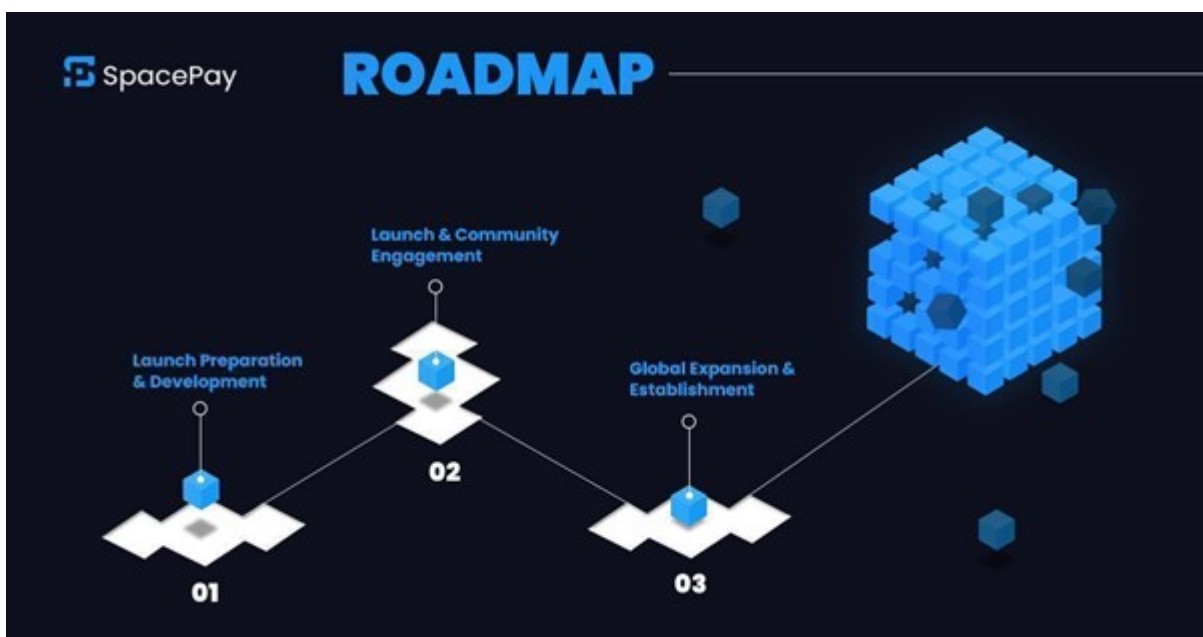 SpacePay
ROADMAP
Launch Preparation
& Development
01
Launch & Community
Engagement
02
Global Expansion &
Establishment
03